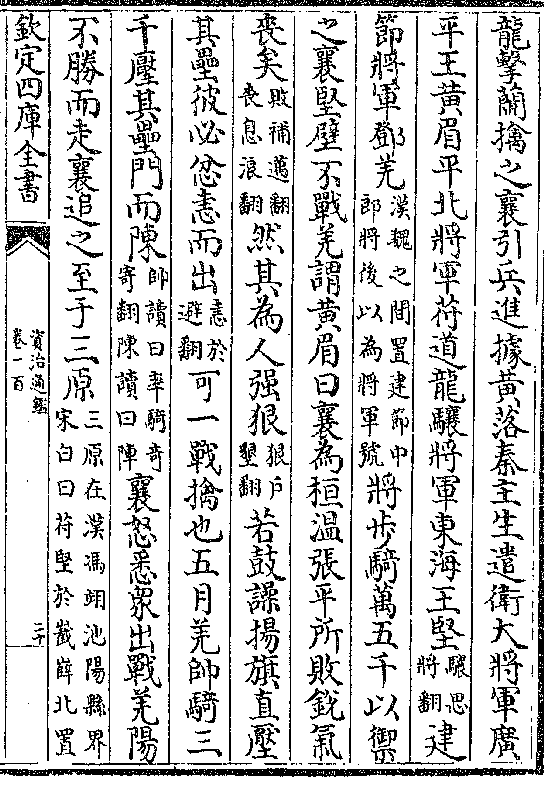 龍擊蘭擒之襄引兵進據黄落秦主生遣衛大將軍廣
平王黄眉平北將軍苻道龍驤將軍東海王堅驤思將翻建
節將軍鄧羌漢魏之間置建節中郎將後以為將軍號將步騎萬五千以禦
之襄堅壁不戰羌謂黄眉曰襄為桓温張平所敗銳氣
喪矣敗補邁翻喪息浪翻然其為人强狠狠戶墾翻若鼓譟揚旗直壓
其壘彼必忿恚而出恚於避翻可一戰擒也五月羌帥騎三
千壓其壘門而陳帥讀曰率騎奇寄翻陳讀曰陣襄怒悉衆出戰羌陽
不勝而走襄追之至于三原三原在漢馮翊池陽縣界宋白曰苻堅於嶻嶭北置
欽定四庫全書
資治通鑑
卷一百
二十